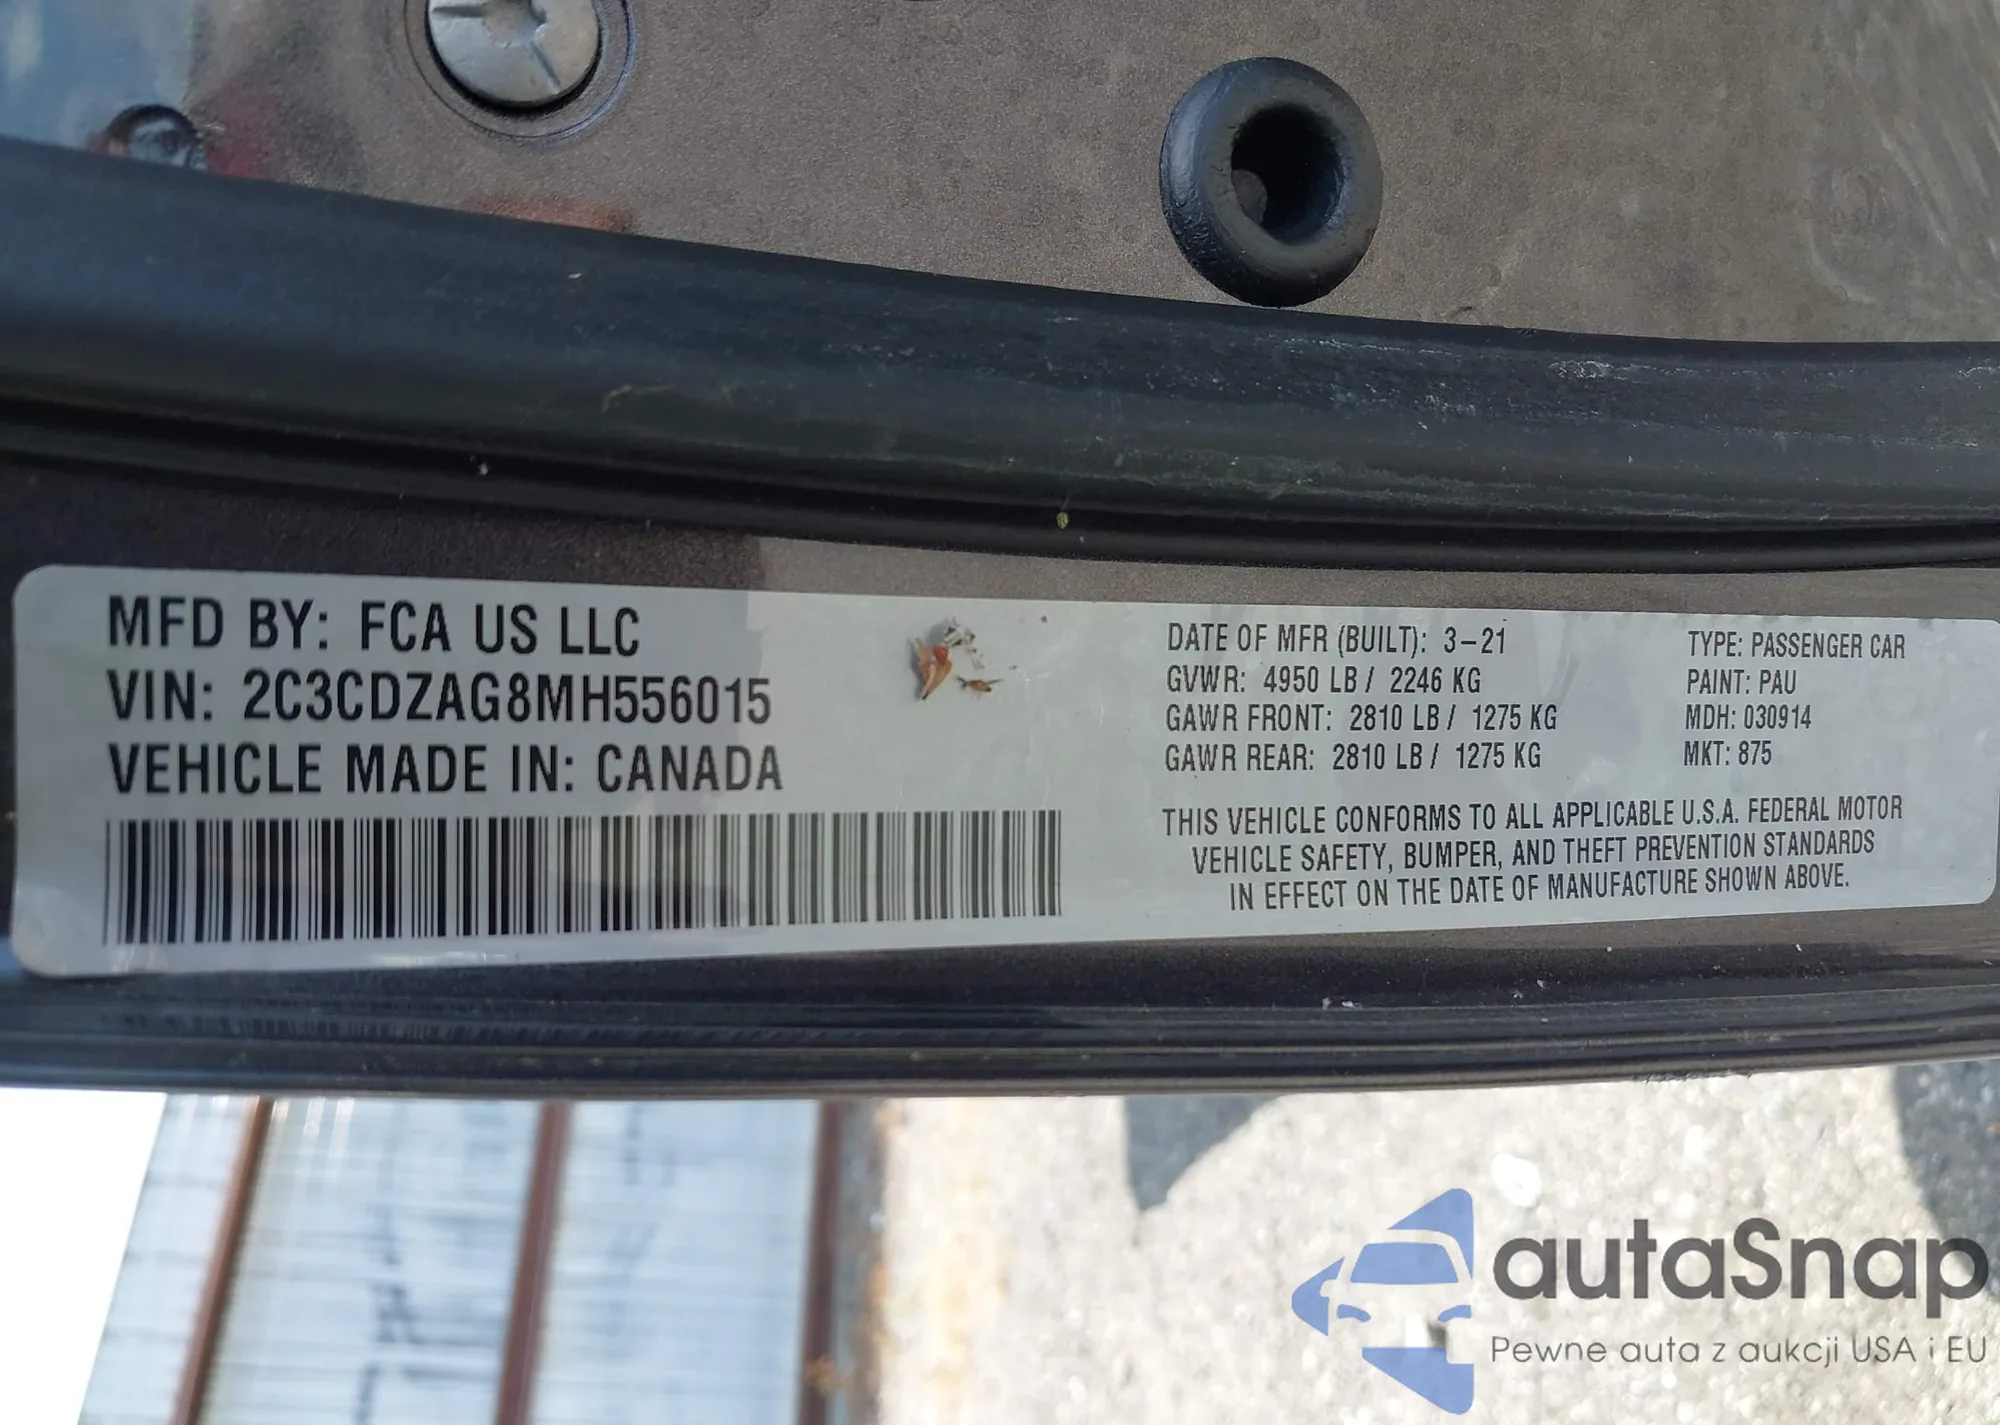 MFD BY: FCA US LLC
VIN: 2C3CDZAG8MH556015
VEHICLE MADE IN: CANADA
DATE OF MFR (BUILT): 3-21
GVWR: 4950 LB / 2246 KG
GAWR FRONT: 2810 LB / 1275 KG
GAWR REAR: 2810 LB / 1275 KG
TYPE: PASSENGER CAR
PAINT: PAU
MDH: 030914
MKT: 875
THIS VEHICLE CONFORMS TO ALL APPLICABLE U.S.A. FEDERAL MOTOR
VEHICLE SAFETY, BUMPER, AND THEFT PREVENTION STANDARDS
IN EFFECT ON THE DATE OF MANUFACTURE SHOWN ABOVE.
autaSnap
Pewne auta z aukcji USA i EU